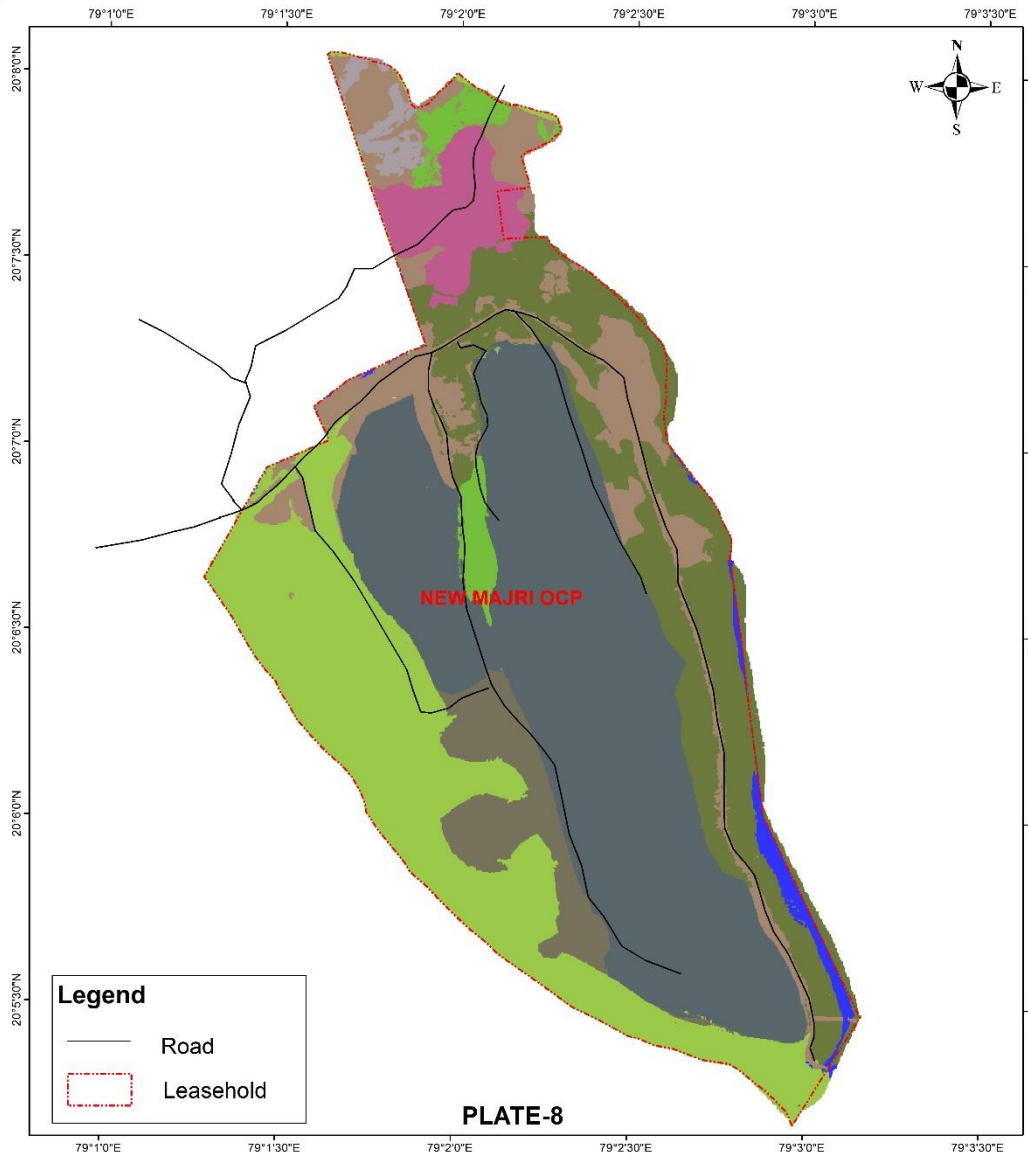 79°1'0"E 79°1'30"E 79°2'0"E 79°2'30"E 79°3'0"E 79°3'30"E
N
W E
S
20°8'0"N
20°7'30"N
20°7'0"N
20°6'30"N
20°6'0"N
20°5'30"N
NEW MAJRI OCP
Legend
Road
Leasehold
PLATE-8
79°1'0"E 79°1'30"E 79°2'0"E 79°2'30"E 79°3'0"E 79°3'30"E